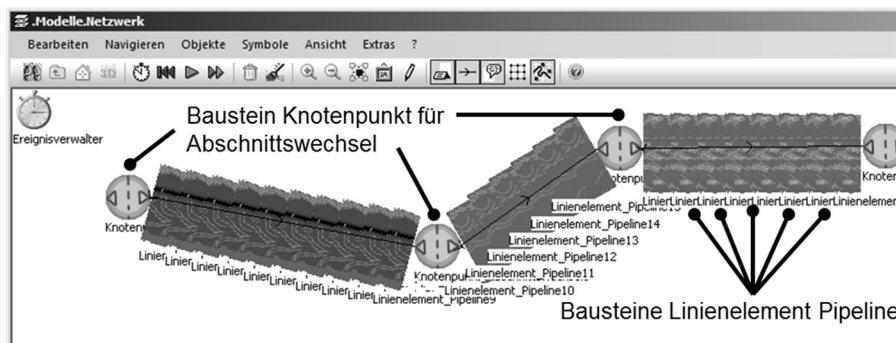 .Modelle.Netzwerk
Bearbeiten Navigieren Objekte Symbole Ansicht Extras ?
Ereignisverwalter
Baustein Knotenpunkt für
Abschnittswechsel
Linienelement_Pipeline14
Linienelement_Pipeline13
Linienelement_Pipeline12
Linienelement_Pipeline11
Linienelement_Pipeline10
Linienelement_Pipeline9
Bausteine Linienelement Pipeline